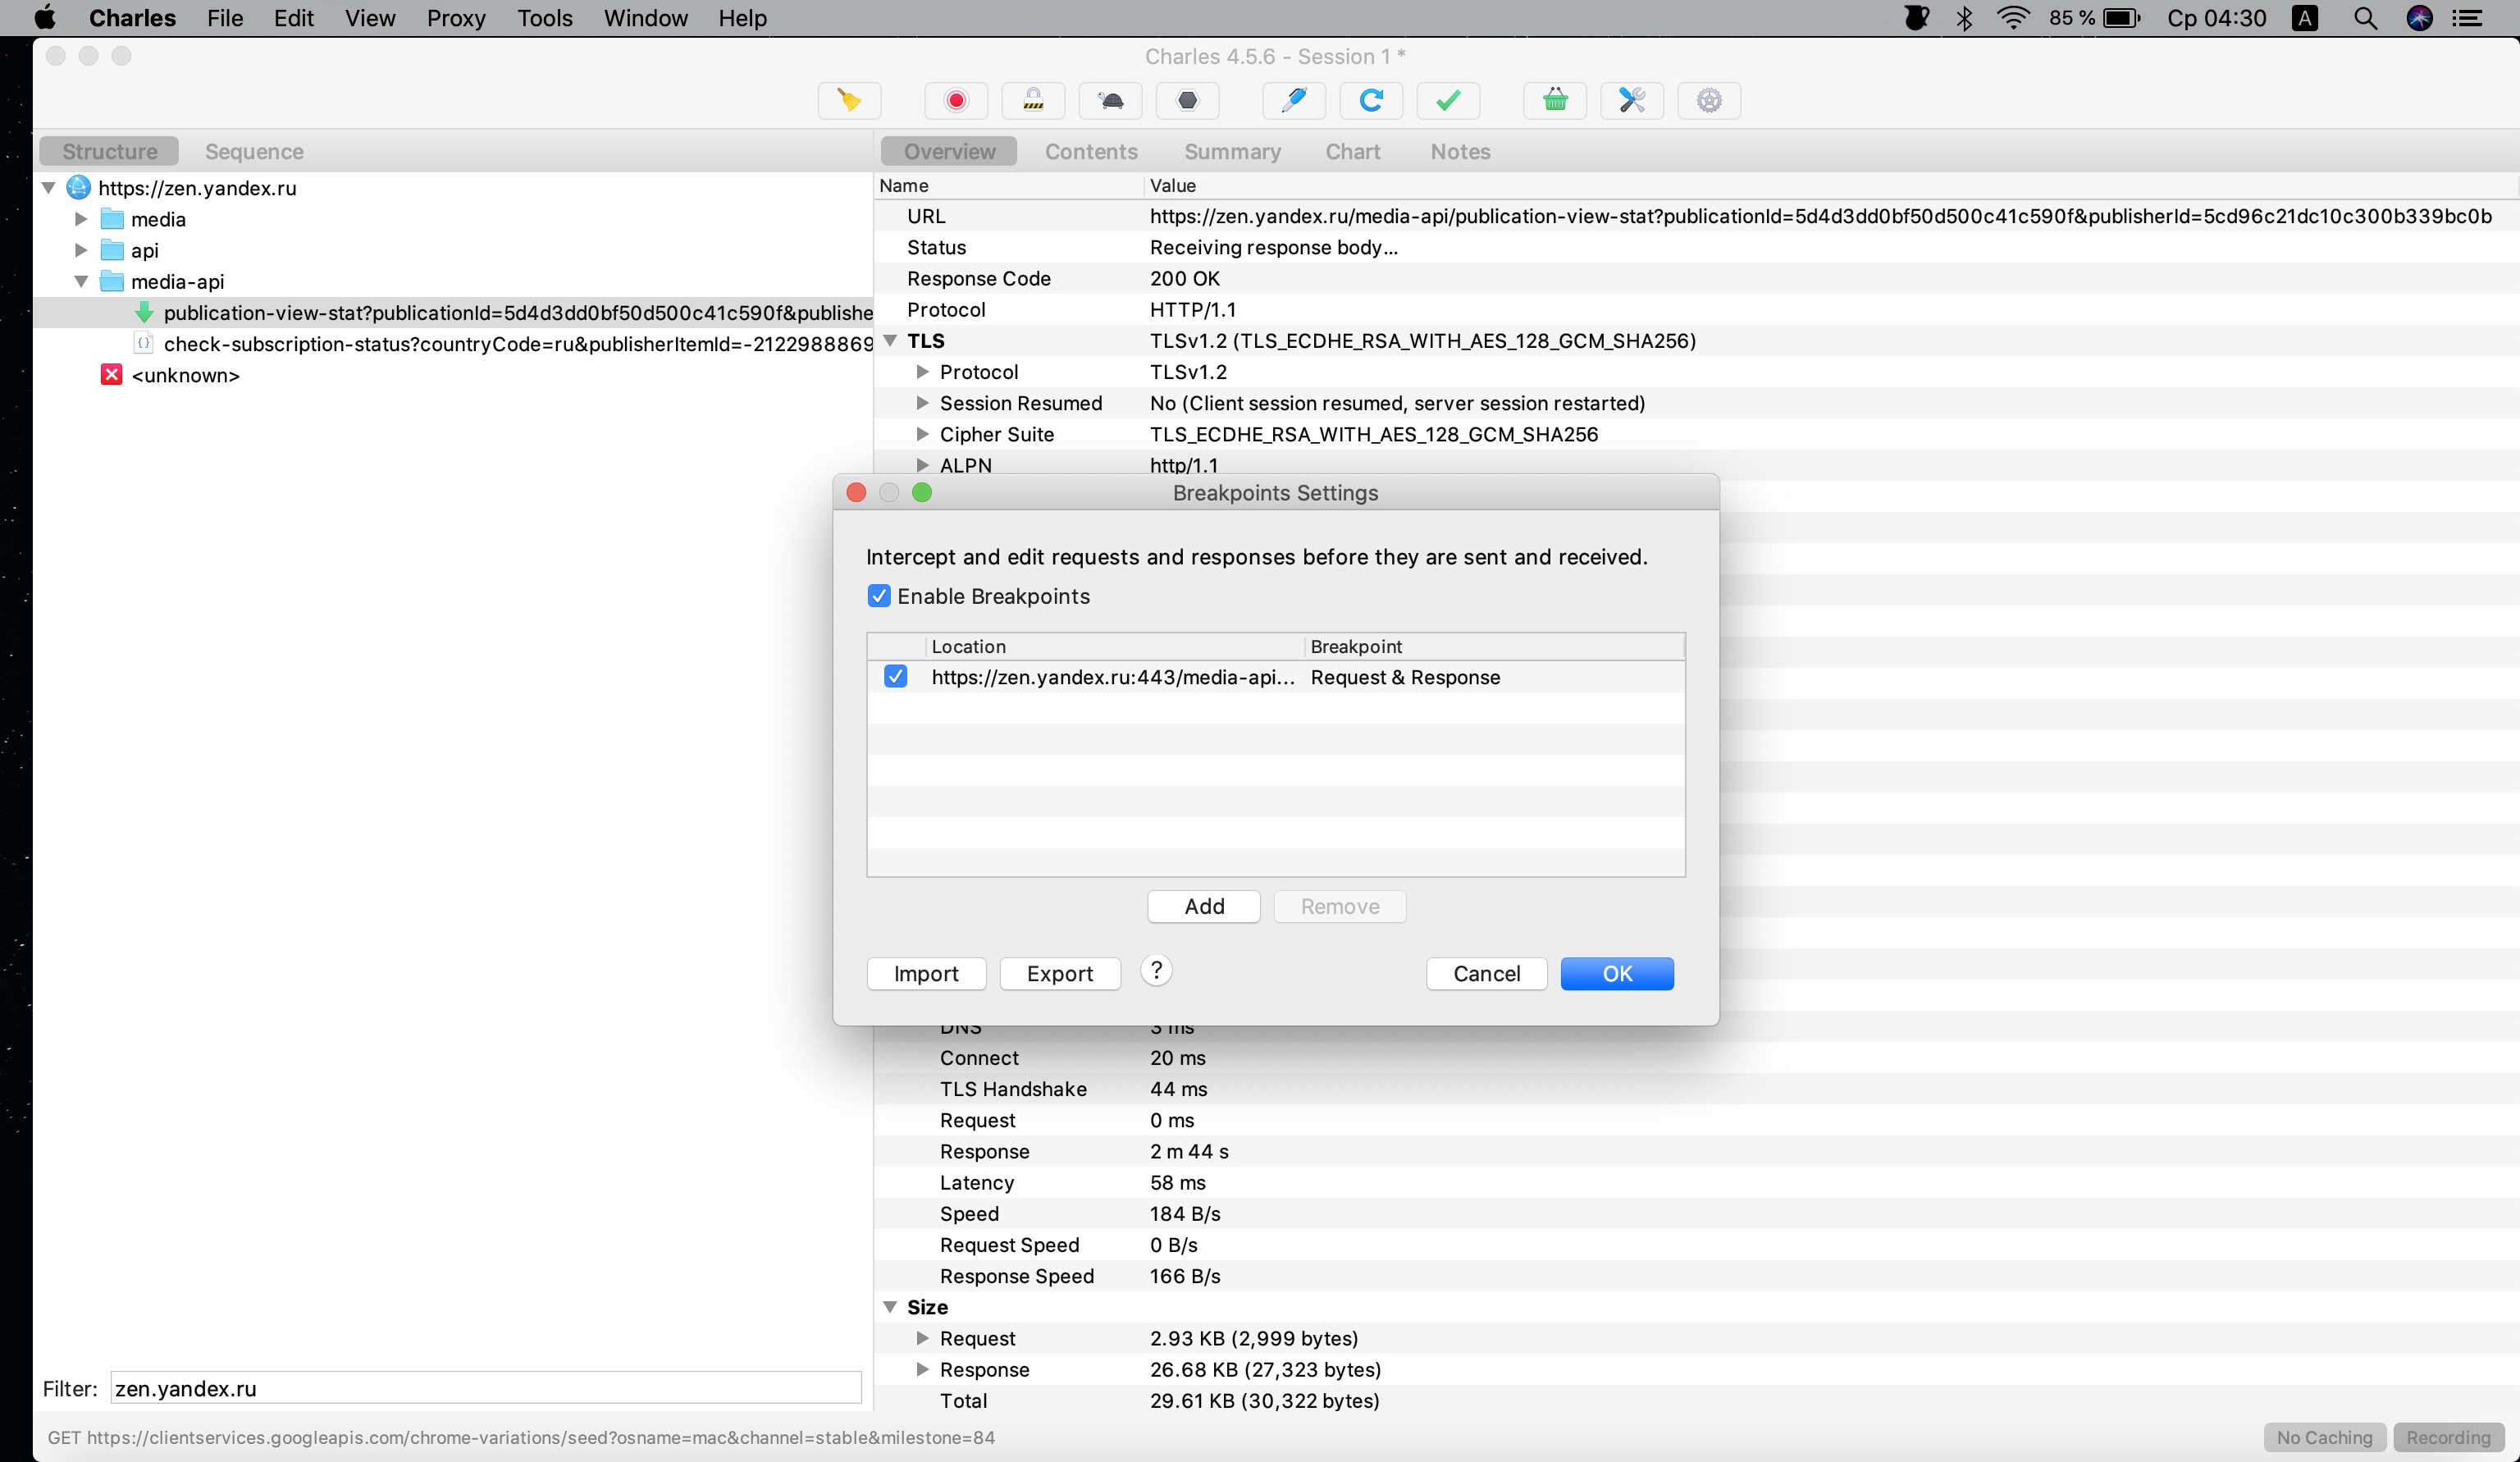 Charles File Edit View Proxy Tools Window Help 85 % Ср 04:30 A
Charles 4.5.6 - Session 1 *
Structure Sequence
Overview Contents Summary Chart Notes
https://zen.yandex.ru
media
api
media-api
publication-view-stat?publicationId=5d4d3dd0bf50d500c41c590f&publishe
check-subscription-status?countryCode=ru&publisherItemId=-2122988869
<unknown>
Name Value
URL https://zen.yandex.ru/media-api/publication-view-stat?publicationId=5d4d3dd0bf50d500c41c590f&publisherId=5cd96c21dc10c300b339bc0b
Status Receiving response body…
Response Code 200 OK
Protocol HTTP/1.1
TLS TLSv1.2 (TLS_ECDHE_RSA_WITH_AES_128_GCM_SHA256)
Protocol TLSv1.2
Session Resumed No (Client session resumed, server session restarted)
Cipher Suite TLS_ECDHE_RSA_WITH_AES_128_GCM_SHA256
ALPN http/1.1
Breakpoints Settings
Intercept and edit requests and responses before they are sent and received.
Enable Breakpoints
Location Breakpoint
https://zen.yandex.ru:443/media-api... Request & Response
Add Remove
Import Export ? Cancel OK
DNS 3 ms
Connect 20 ms
TLS Handshake 44 ms
Request 0 ms
Response 2 m 44 s
Latency 58 ms
Speed 184 B/s
Request Speed 0 B/s
Response Speed 166 B/s
Size
Request 2.93 KB (2,999 bytes)
Response 26.68 KB (27,323 bytes)
Total 29.61 KB (30,322 bytes)
Filter: zen.yandex.ru
GET https://clientservices.googleapis.com/chrome-variations/seed?osname=mac&channel=stable&milestone=84
No Caching Recording